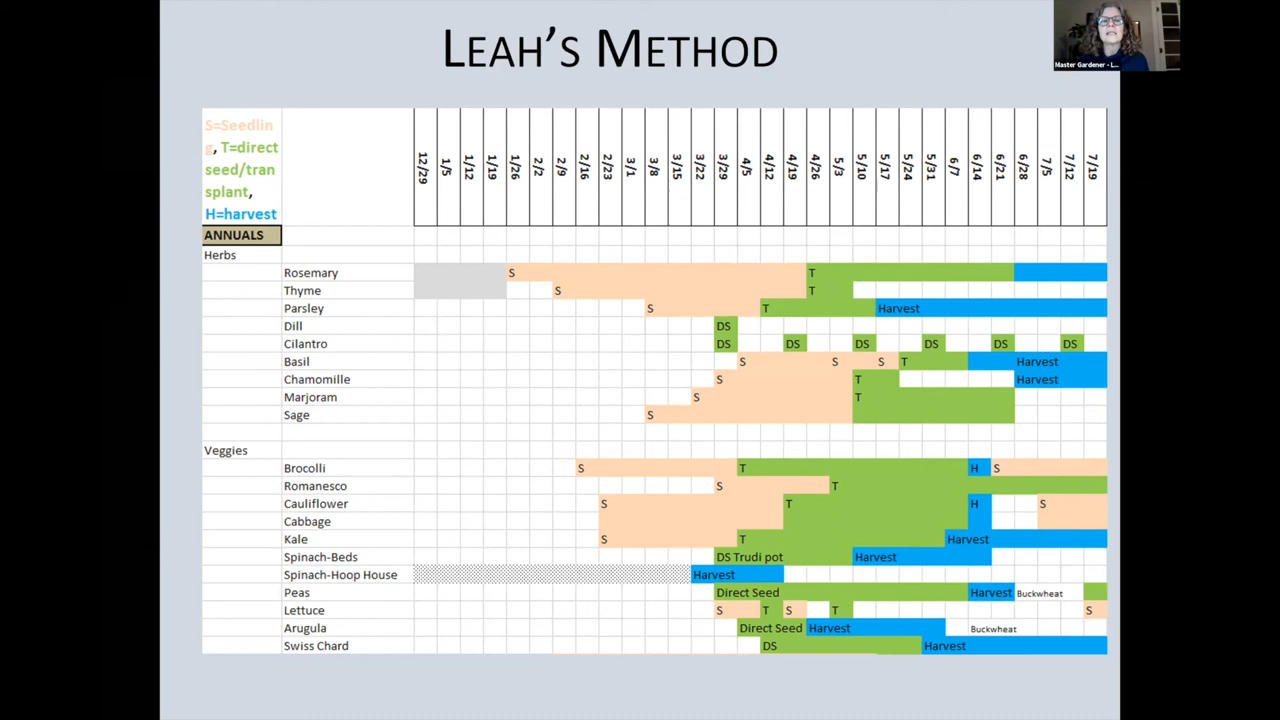 LEAH'S METHOD
Master Gardener - L...
S=Seedlin
g, T=direct
seed/tran
splant,
H=harvest
12/29 1/5 1/12 1/19 1/26 2/2 2/9 2/16 2/23 3/1 3/8 3/15 3/22 3/29 4/5 4/12 4/19 4/26 5/3 5/10 5/17 5/24 5/31 6/7 6/14 6/21 6/28 7/5 7/12 7/19
ANNUALS
Herbs
Rosemary S T
Thyme S T
Parsley S T Harvest
Dill DS
Cilantro DS DS DS DS DS DS
Basil S S S T Harvest
Chamomille S T Harvest
Marjoram S T
Sage S
Veggies
Brocolli S T H S
Romanesco S T
Cauliflower S T H S
Cabbage
Kale S T Harvest
Spinach-Beds DS Trudi pot Harvest
Spinach-Hoop House Harvest
Peas Direct Seed Harvest Buckwheat
Lettuce S T S T S
Arugula Direct Seed Harvest Buckwheat
Swiss Chard DS Harvest